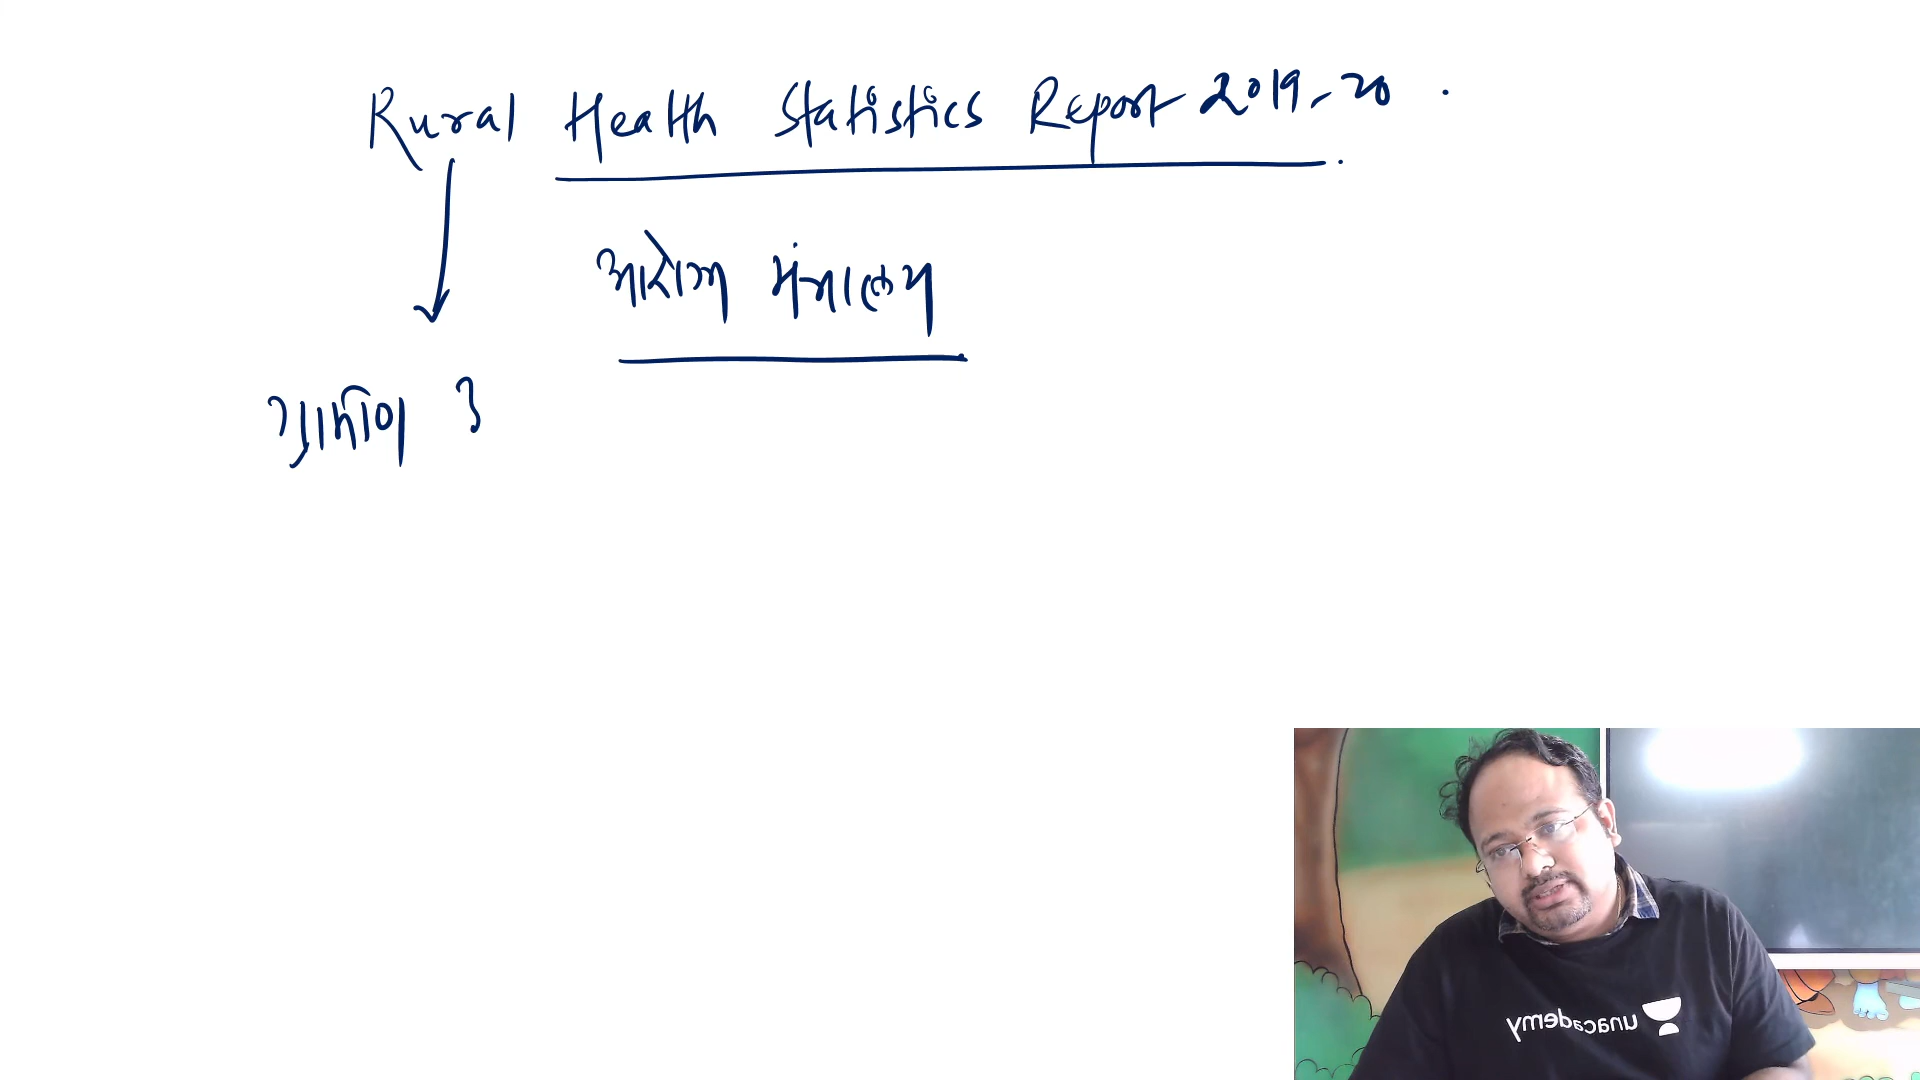 Rural Health Statistics Report 2019-20.
आरोग्य मंत्रालय
ग्रामीण
unacademy